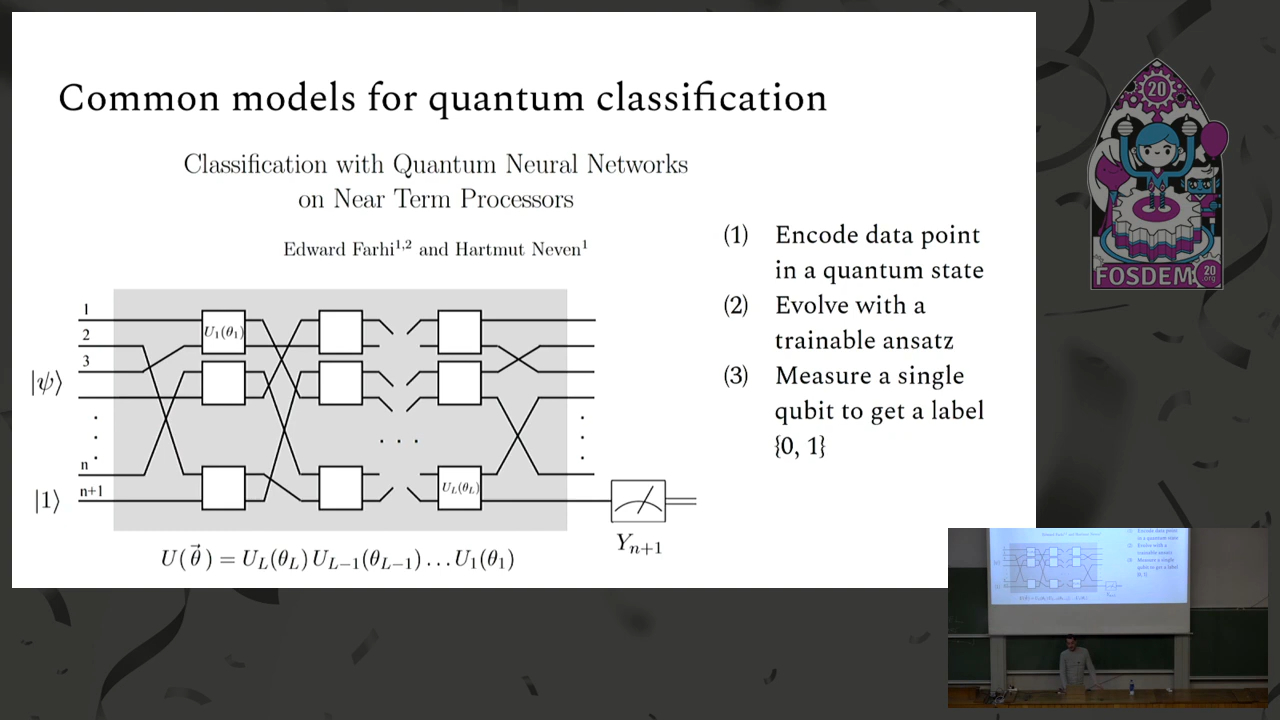 Common models for quantum classification
Classification with Quantum Neural Networks
on Near Term Processors
Edward Farhi¹,² and Hartmut Neven¹
(1) Encode data point
in a quantum state
(2) Evolve with a
trainable ansatz
(3) Measure a single
qubit to get a label
{0, 1}
1
2
3
|ψ⟩
n
|1⟩ n+1
U₁(θ₁)
. . .
U_L(θ_L)
Y_{n+1}
U(θ⃗) = U_L(θ_L) U_{L−1}(θ_{L−1}) . . . U₁(θ₁)
20
FOSDEM 20
.org